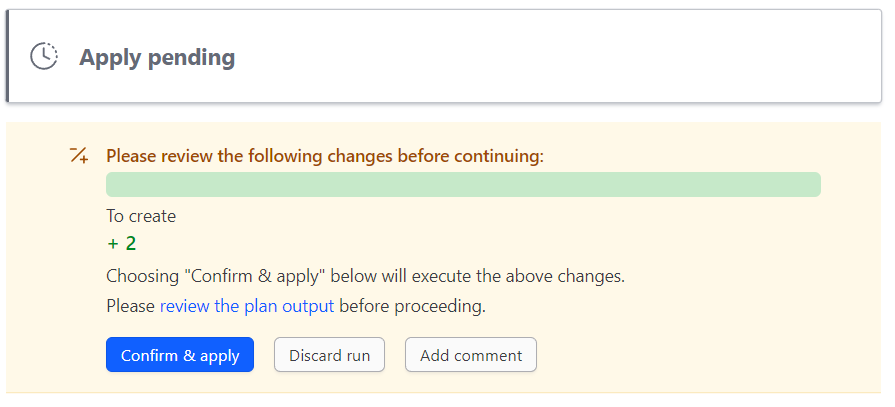 Apply pending
Please review the following changes before continuing:
To create
+ 2
Choosing "Confirm & apply" below will execute the above changes.
Please review the plan output before proceeding.
Confirm & apply Discard run Add comment